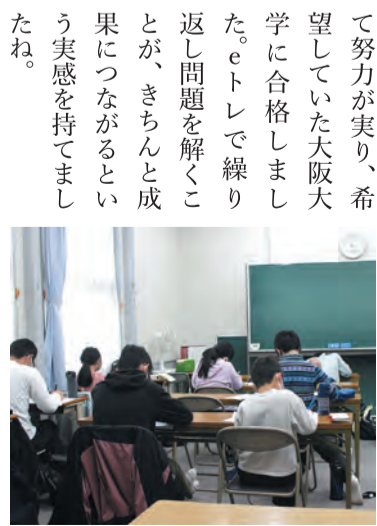 て努力が実り、希
望していた大阪大
学に合格しまし
た。eトレで繰り
返し問題を解くこ
とが、きちんと成
果につながるとい
う実感を持てまし
たね。